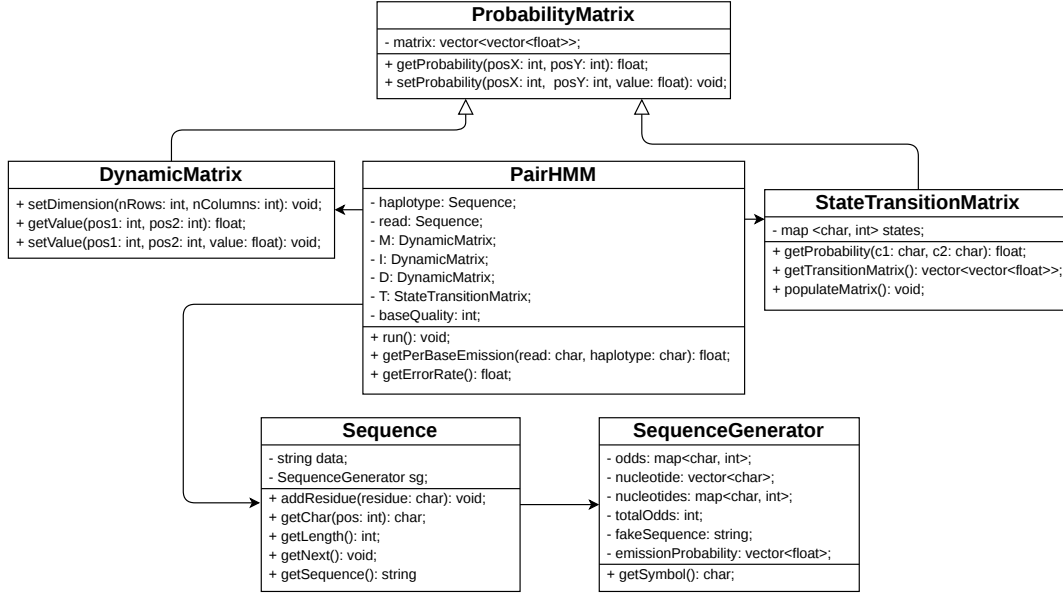 ProbabilityMatrix
- matrix: vector<vector<float>>;
+ getProbability(posX: int, posY: int): float;
+ setProbability(posX: int, posY: int, value: float): void;
DynamicMatrix
+ setDimension(nRows: int, nColumns: int): void;
+ getValue(pos1: int, pos2: int): float;
+ setValue(pos1: int, pos2: int, value: float): void;
PairHMM
- haplotype: Sequence;
- read: Sequence;
- M: DynamicMatrix;
- I: DynamicMatrix;
- D: DynamicMatrix;
- T: StateTransitionMatrix;
- baseQuality: int;
+ run(): void;
+ getPerBaseEmission(read: char, haplotype: char): float;
+ getErrorRate(): float;
StateTransitionMatrix
- map <char, int> states;
+ getProbability(c1: char, c2: char): float;
+ getTransitionMatrix(): vector<vector<float>>;
+ populateMatrix(): void;
Sequence
- string data;
- SequenceGenerator sg;
+ addResidue(residue: char): void;
+ getChar(pos: int): char;
+ getLength(): int;
+ getNext(): void;
+ getSequence(): string
SequenceGenerator
- odds: map<char, int>;
- nucleotide: vector<char>;
- nucleotides: map<char, int>;
- totalOdds: int;
- fakeSequence: string;
- emissionProbability: vector<float>;
+ getSymbol(): char;